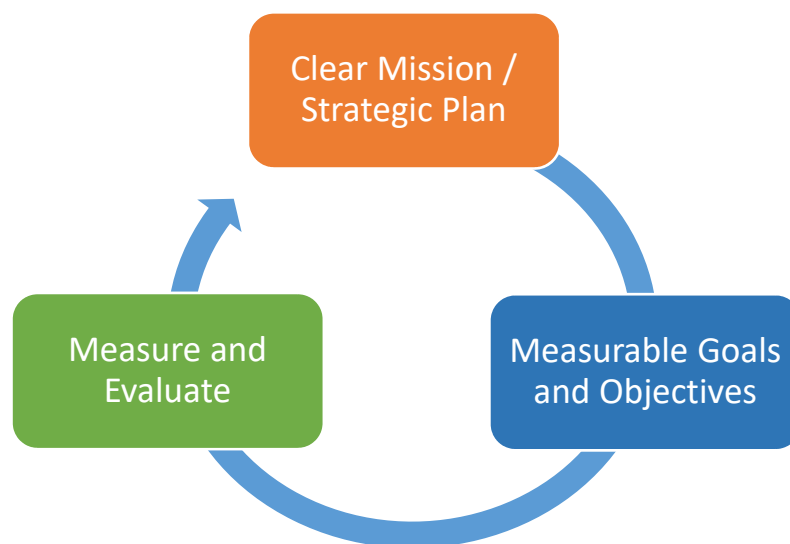 Clear Mission /
Strategic Plan
Measurable Goals
and Objectives
Measure and
Evaluate